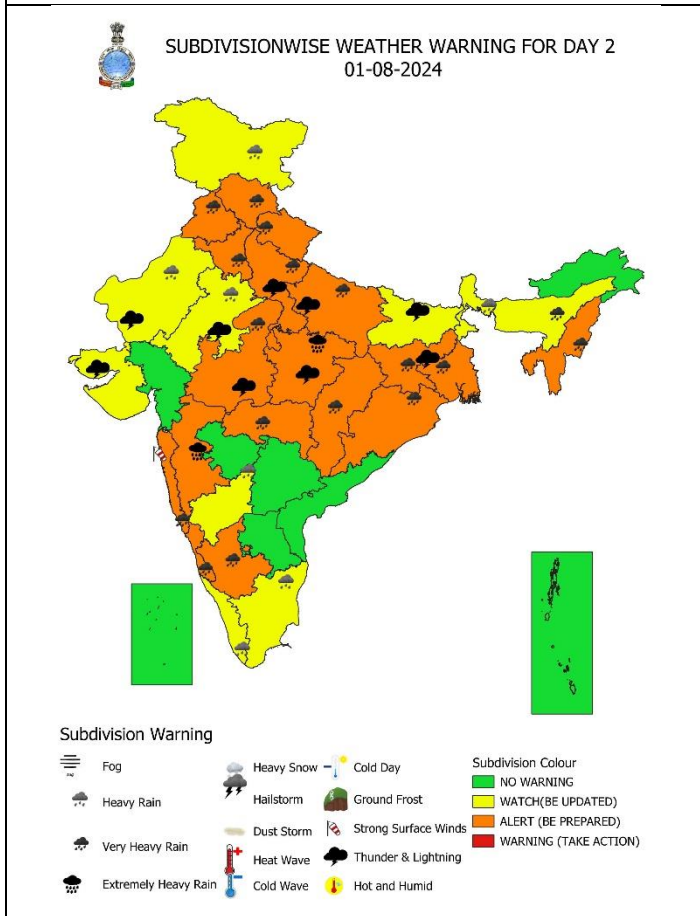 SUBDIVISIONWISE WEATHER WARNING FOR DAY 2
01-08-2024
Subdivision Warning
Fog
Heavy Rain
Very Heavy Rain
Extremely Heavy Rain
Heavy Snow
Hailstorm
Dust Storm
Heat Wave
Cold Wave
Cold Day
Ground Frost
Strong Surface Winds
Thunder & Lightning
Hot and Humid
Subdivision Colour
NO WARNING
WATCH(BE UPDATED)
ALERT (BE PREPARED)
WARNING (TAKE ACTION)